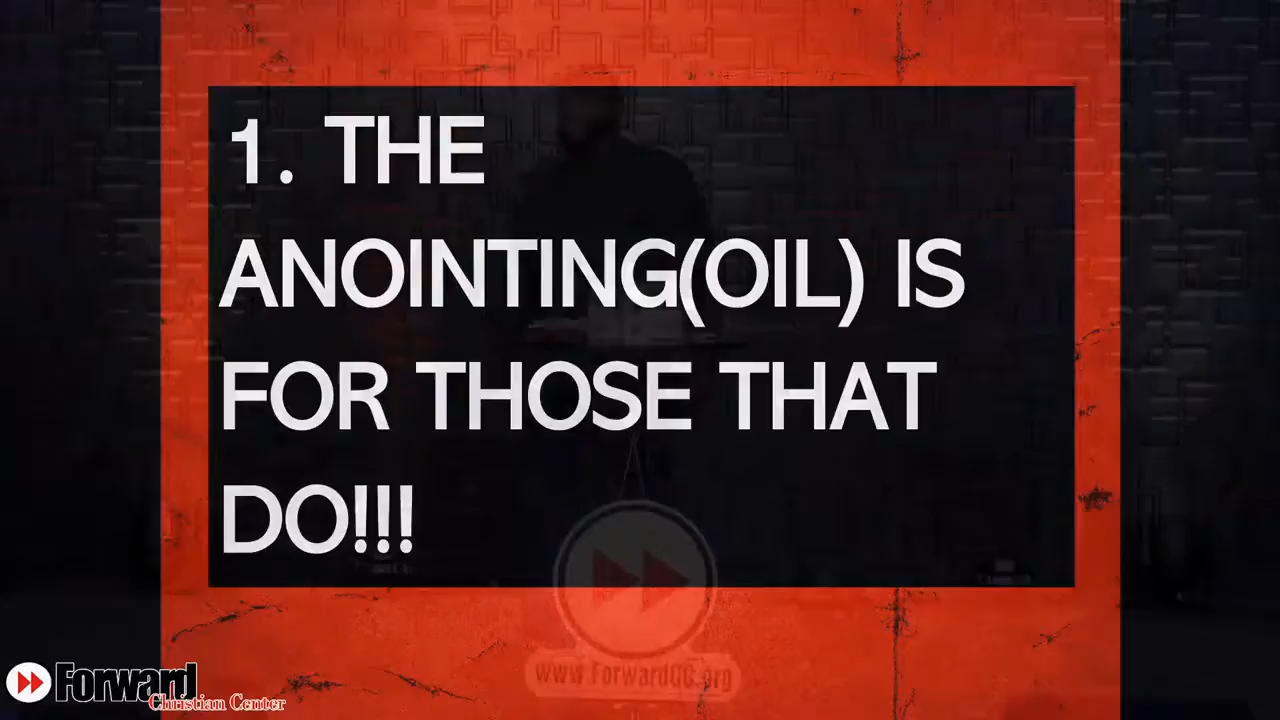 1. THE
ANOINTING(OIL) IS
FOR THOSE THAT
DO!!!
www.ForwardCC.org
Forward
Christian Center